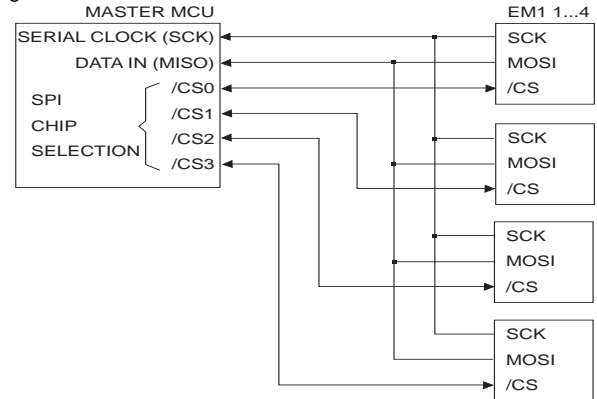 MASTER MCU
SERIAL CLOCK (SCK)
DATA IN (MISO)
SPI
CHIP
SELECTION
/CS0
/CS1
/CS2
/CS3
EM1 1...4
SCK
MOSI
/CS
SCK
MOSI
/CS
SCK
MOSI
/CS
SCK
MOSI
/CS